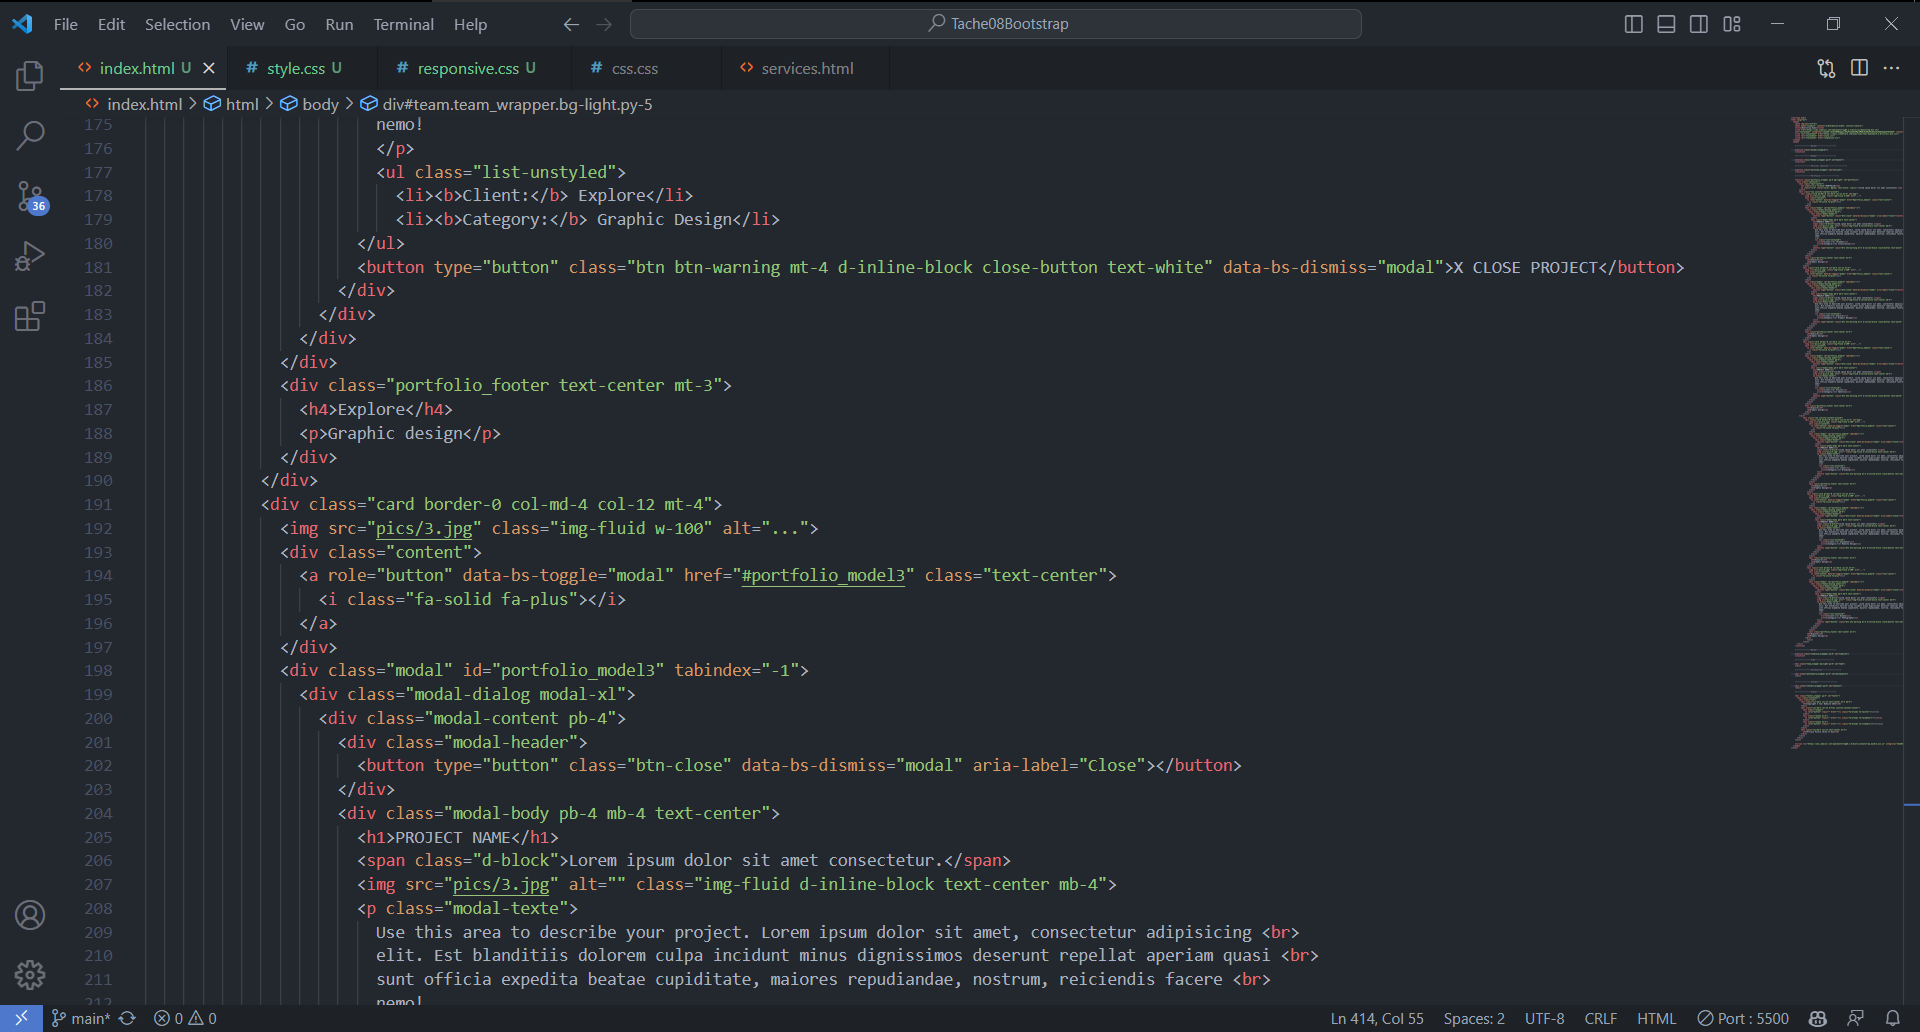 File Edit Selection View Go Run Terminal Help Tache08Bootstrap
index.html U style.css U responsive.css U css.css services.html
index.html > html > body > div#team.team_wrapper.bg-light.py-5
175 nemo!
176 </p>
177 <ul class="list-unstyled">
178 <li><b>Client:</b> Explore</li>
179 <li><b>Category:</b> Graphic Design</li>
180 </ul>
181 <button type="button" class="btn btn-warning mt-4 d-inline-block close-button text-white" data-bs-dismiss="modal">X CLOSE PROJECT</button>
182 </div>
183 </div>
184 </div>
185 </div>
186 <div class="portfolio_footer text-center mt-3">
187 <h4>Explore</h4>
188 <p>Graphic design</p>
189 </div>
190 </div>
191 <div class="card border-0 col-md-4 col-12 mt-4">
192 <img src="pics/3.jpg" class="img-fluid w-100" alt="...">
193 <div class="content">
194 <a role="button" data-bs-toggle="modal" href="#portfolio_model3" class="text-center">
195 <i class="fa-solid fa-plus"></i>
196 </a>
197 </div>
198 <div class="modal" id="portfolio_model3" tabindex="-1">
199 <div class="modal-dialog modal-xl">
200 <div class="modal-content pb-4">
201 <div class="modal-header">
202 <button type="button" class="btn-close" data-bs-dismiss="modal" aria-label="Close"></button>
203 </div>
204 <div class="modal-body pb-4 mb-4 text-center">
205 <h1>PROJECT NAME</h1>
206 <span class="d-block">Lorem ipsum dolor sit amet consectetur.</span>
207 <img src="pics/3.jpg" alt="" class="img-fluid d-inline-block text-center mb-4">
208 <p class="modal-texte">
209 Use this area to describe your project. Lorem ipsum dolor sit amet, consectetur adipisicing <br>
210 elit. Est blanditiis dolorem culpa incidunt minus dignissimos deserunt repellat aperiam quasi <br>
211 sunt officia expedita beatae cupiditate, maiores repudiandae, nostrum, reiciendis facere <br>
212 nemo!
36
main* 0 0 Ln 414, Col 55 Spaces: 2 UTF-8 CRLF HTML Port : 5500